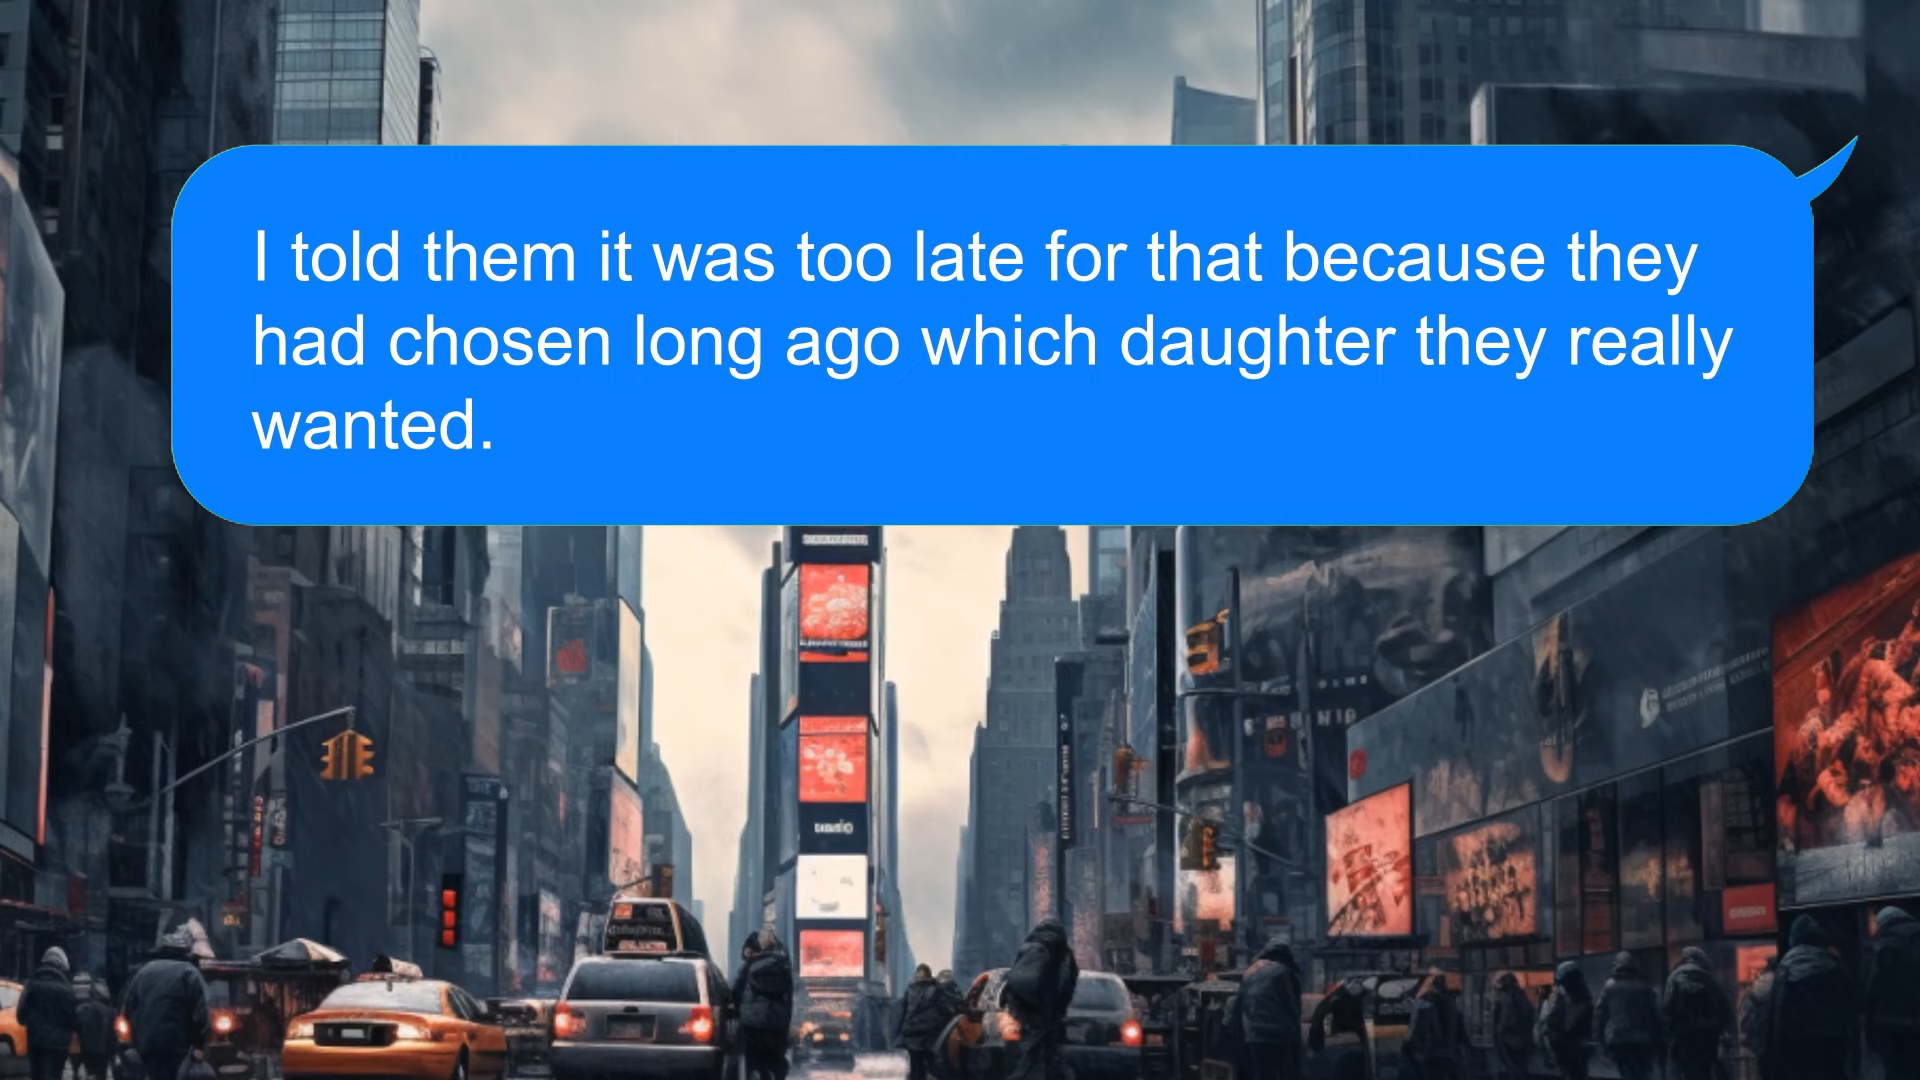 I told them it was too late for that because they
had chosen long ago which daughter they really
wanted.